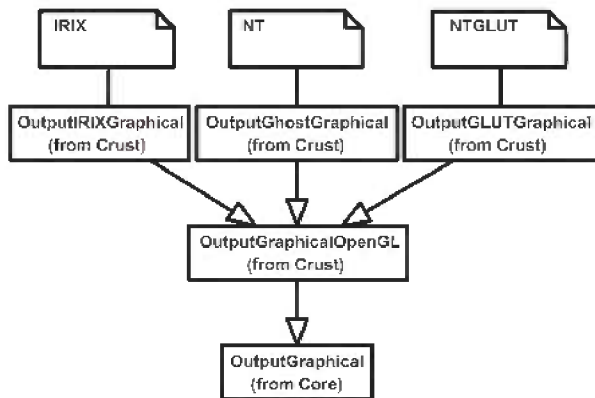 IRIX
NT
NTGLUT
OutputIRIXGraphical
(from Crust)
OutputGhostGraphical
(from Crust)
OutputGLUTGraphical
(from Crust)
OutputGraphicalOpenGL
(from Crust)
OutputGraphical
(from Core)